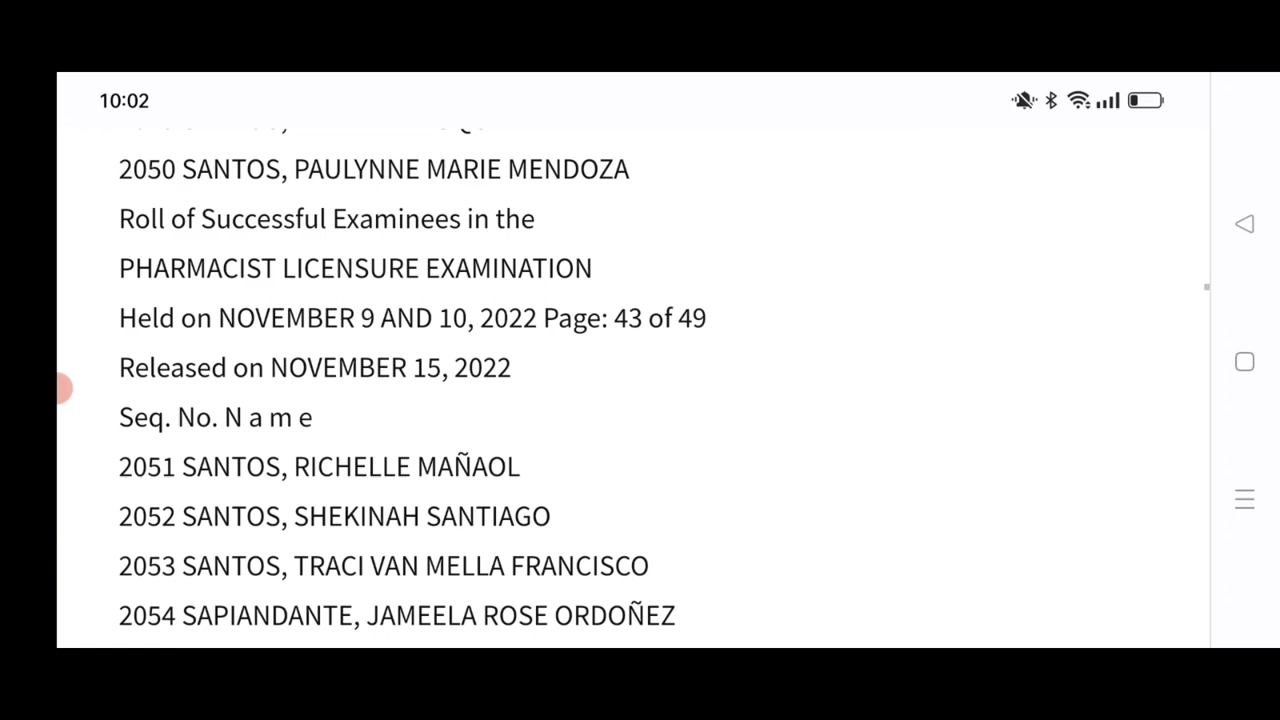 10:02
2050 SANTOS, PAULYNNE MARIE MENDOZA
Roll of Successful Examinees in the
PHARMACIST LICENSURE EXAMINATION
Held on NOVEMBER 9 AND 10, 2022 Page: 43 of 49
Released on NOVEMBER 15, 2022
Seq. No. N a m e
2051 SANTOS, RICHELLE MAÑAOL
2052 SANTOS, SHEKINAH SANTIAGO
2053 SANTOS, TRACI VAN MELLA FRANCISCO
2054 SAPIANDANTE, JAMEELA ROSE ORDOÑEZ